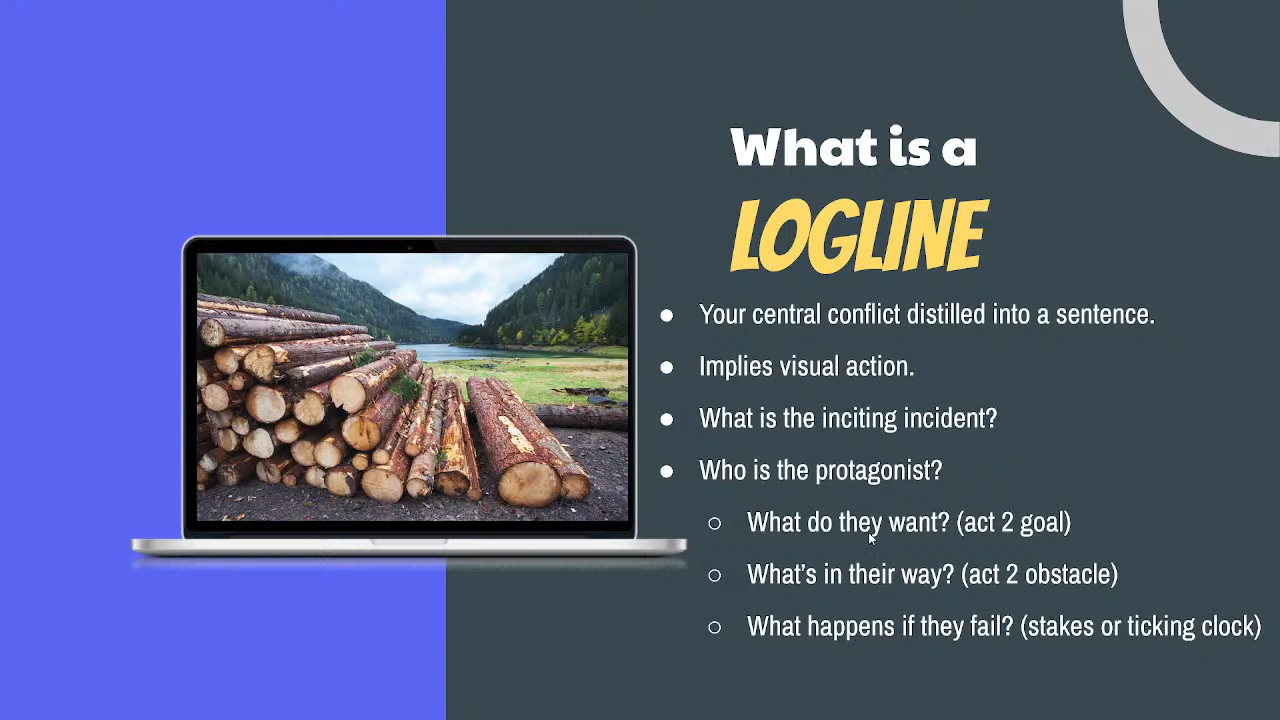 What is a
LOGLINE
● Your central conflict distilled into a sentence.
● Implies visual action.
● What is the inciting incident?
● Who is the protagonist?
○ What do they want? (act 2 goal)
○ What's in their way? (act 2 obstacle)
○ What happens if they fail? (stakes or ticking clock)